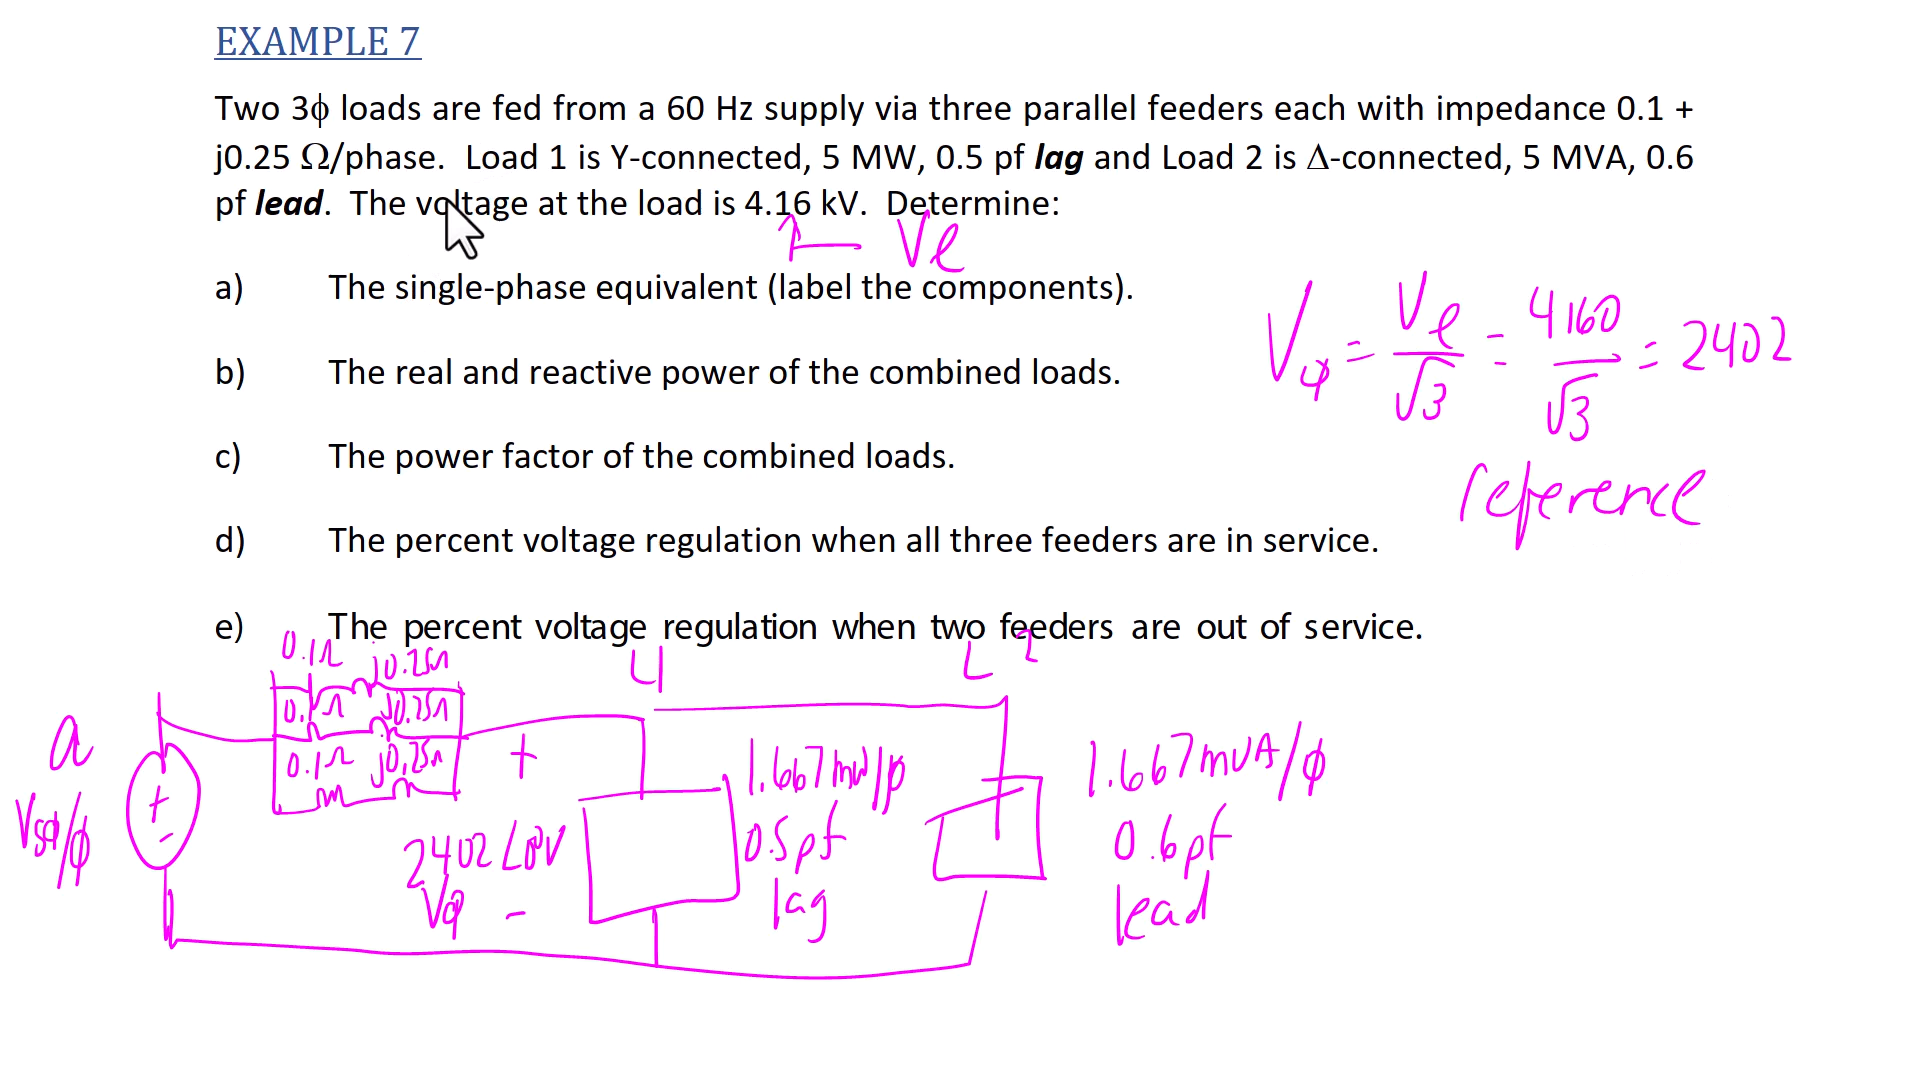 EXAMPLE 7
Two 3ϕ loads are fed from a 60 Hz supply via three parallel feeders each with impedance 0.1 +
j0.25 Ω/phase. Load 1 is Y-connected, 5 MW, 0.5 pf lag and Load 2 is Δ-connected, 5 MVA, 0.6
pf lead. The voltage at the load is 4.16 kV. Determine:
Vℓ
a) The single-phase equivalent (label the components).
Vϕ = Vℓ/√3 = 4160/√3 = 2402
b) The real and reactive power of the combined loads.
c) The power factor of the combined loads.
reference
d) The percent voltage regulation when all three feeders are in service.
e) The percent voltage regulation when two feeders are out of service.
0.1Ω j0.25Ω
L1 L2
0.1Ω j0.25Ω
a
0.1Ω j0.25Ω
+
1.667mW/ϕ
1.667mVA/ϕ
+
-
Vsϕ/ϕ
2402∠0°V
0.5pf
0.6pf
Vϕ -
lag
lead